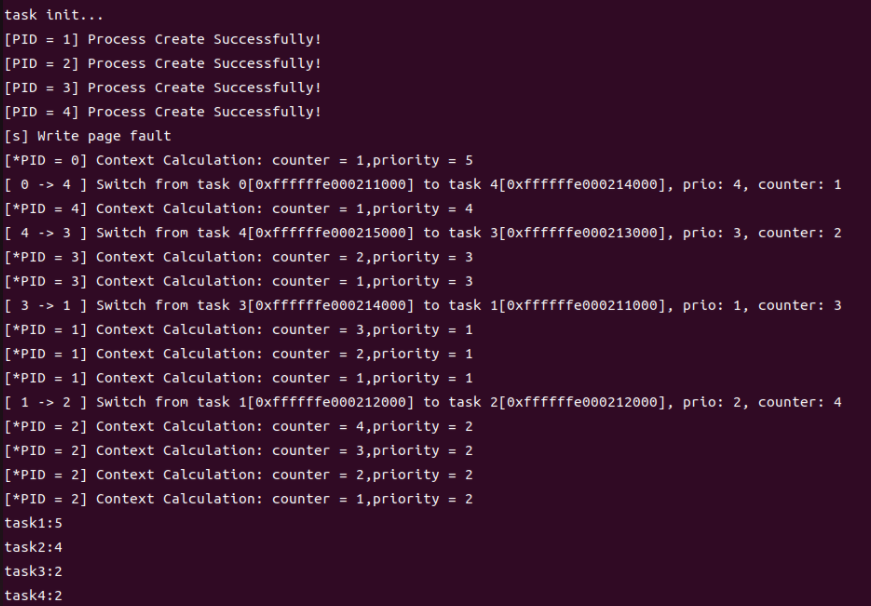 task init...
[PID = 1] Process Create Successfully!
[PID = 2] Process Create Successfully!
[PID = 3] Process Create Successfully!
[PID = 4] Process Create Successfully!
[s] Write page fault
[*PID = 0] Context Calculation: counter = 1,priority = 5
[ 0 -> 4 ] Switch from task 0[0xffffffe000211000] to task 4[0xffffffe000214000], prio: 4, counter: 1
[*PID = 4] Context Calculation: counter = 1,priority = 4
[ 4 -> 3 ] Switch from task 4[0xffffffe000215000] to task 3[0xffffffe000213000], prio: 3, counter: 2
[*PID = 3] Context Calculation: counter = 2,priority = 3
[*PID = 3] Context Calculation: counter = 1,priority = 3
[ 3 -> 1 ] Switch from task 3[0xffffffe000214000] to task 1[0xffffffe000211000], prio: 1, counter: 3
[*PID = 1] Context Calculation: counter = 3,priority = 1
[*PID = 1] Context Calculation: counter = 2,priority = 1
[*PID = 1] Context Calculation: counter = 1,priority = 1
[ 1 -> 2 ] Switch from task 1[0xffffffe000212000] to task 2[0xffffffe000212000], prio: 2, counter: 4
[*PID = 2] Context Calculation: counter = 4,priority = 2
[*PID = 2] Context Calculation: counter = 3,priority = 2
[*PID = 2] Context Calculation: counter = 2,priority = 2
[*PID = 2] Context Calculation: counter = 1,priority = 2
task1:5
task2:4
task3:2
task4:2